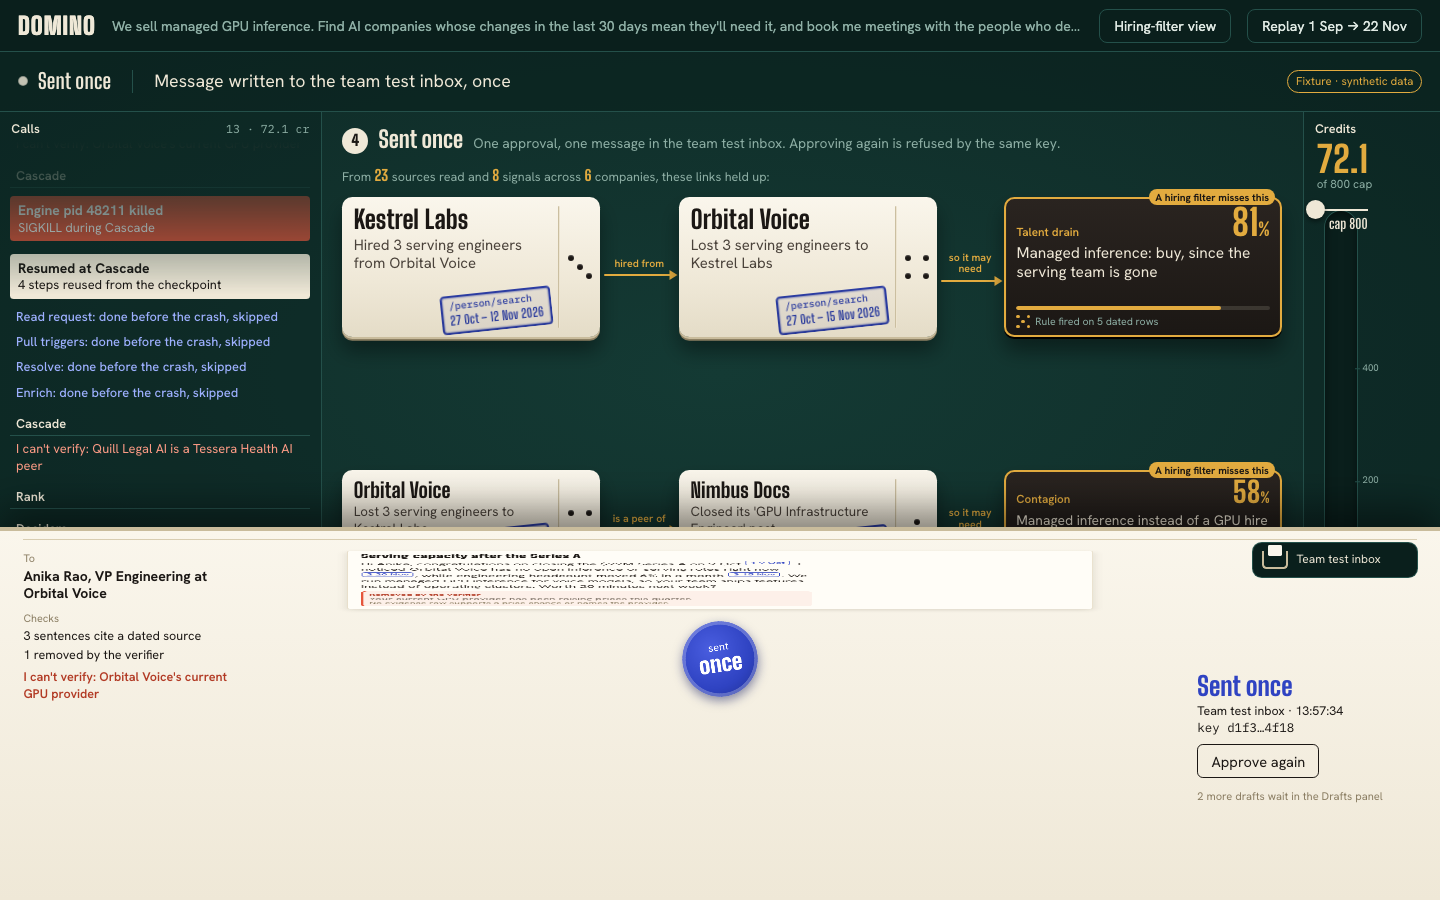 DOMINO
We sell managed GPU inference. Find AI companies whose changes in the last 30 days mean they'll need it, and book me meetings with the people who de...
Hiring-filter view
Replay 1 Sep → 22 Nov
Sent once
Message written to the team test inbox, once
Fixture · synthetic data
Calls
13 · 72.1 cr
Cascade
Engine pid 48211 killed
SIGKILL during Cascade
Resumed at Cascade
4 steps reused from the checkpoint
Read request: done before the crash, skipped
Pull triggers: done before the crash, skipped
Resolve: done before the crash, skipped
Enrich: done before the crash, skipped
Cascade
I can't verify: Quill Legal AI is a Tessera Health AI
peer
Rank
4 Sent once
One approval, one message in the team test inbox. Approving again is refused by the same key.
From 23 sources read and 8 signals across 6 companies, these links held up:
Kestrel Labs
Hired 3 serving engineers
from Orbital Voice
/person/search
27 Oct – 12 Nov 2026
hired from
Orbital Voice
Lost 3 serving engineers to
Kestrel Labs
/person/search
27 Oct – 15 Nov 2026
so it may
need
A hiring filter misses this
Talent drain
81%
Managed inference: buy, since the
serving team is gone
Rule fired on 5 dated rows
Orbital Voice
Lost 3 serving engineers to
Kestrel Labs
is a peer of
Nimbus Docs
Closed its 'GPU Infrastructure
so it may
need
A hiring filter misses this
Contagion
58%
Managed inference instead of a GPU hire
Credits
72.1
of 800 cap
cap 800
400
200
To
Anika Rao, VP Engineering at
Orbital Voice
Checks
3 sentences cite a dated source
1 removed by the verifier
I can't verify: Orbital Voice's current
GPU provider
Serving capacity after the Series A
sent
once
Team test inbox
Sent once
Team test inbox · 13:57:34
key d1f3…4f18
Approve again
2 more drafts wait in the Drafts panel